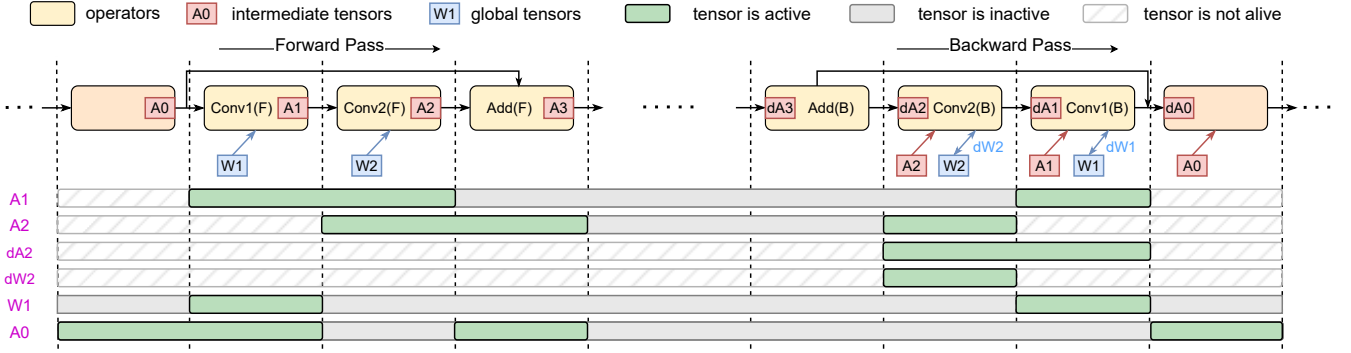 operators A0 intermediate tensors W1 global tensors tensor is active tensor is inactive tensor is not alive
Forward Pass Backward Pass
A0 Conv1(F) A1 Conv2(F) A2 Add(F) A3 dA3 Add(B) dA2 Conv2(B) dA1 Conv1(B) dA0
dW2 dW1
W1 W2 A2 W2 A1 W1 A0
A1
A2
dA2
dW2
W1
A0